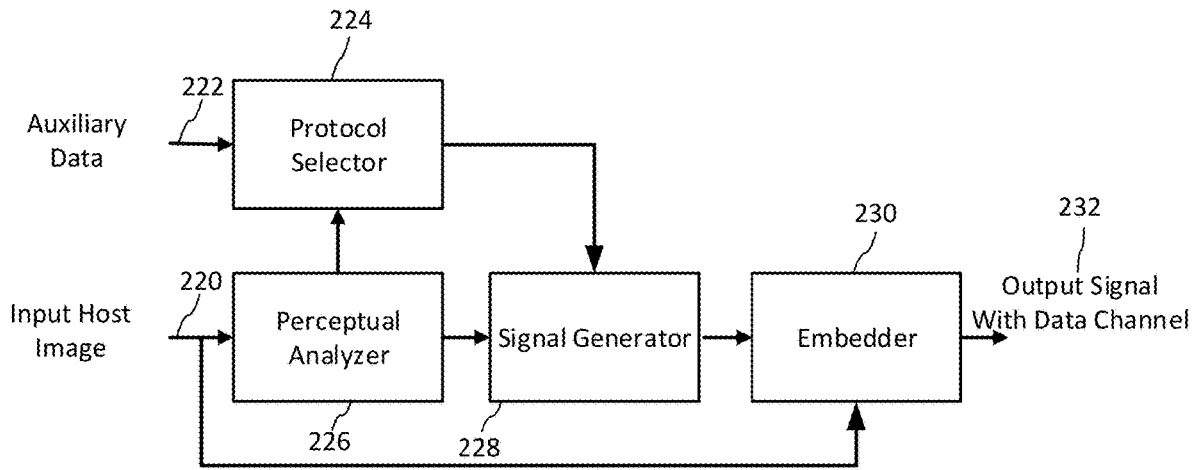 224
222
Auxiliary
Data
Protocol
Selector
230
232
220
Input Host
Image
Perceptual
Analyzer
Signal Generator
Embedder
Output Signal
With Data Channel
226
228